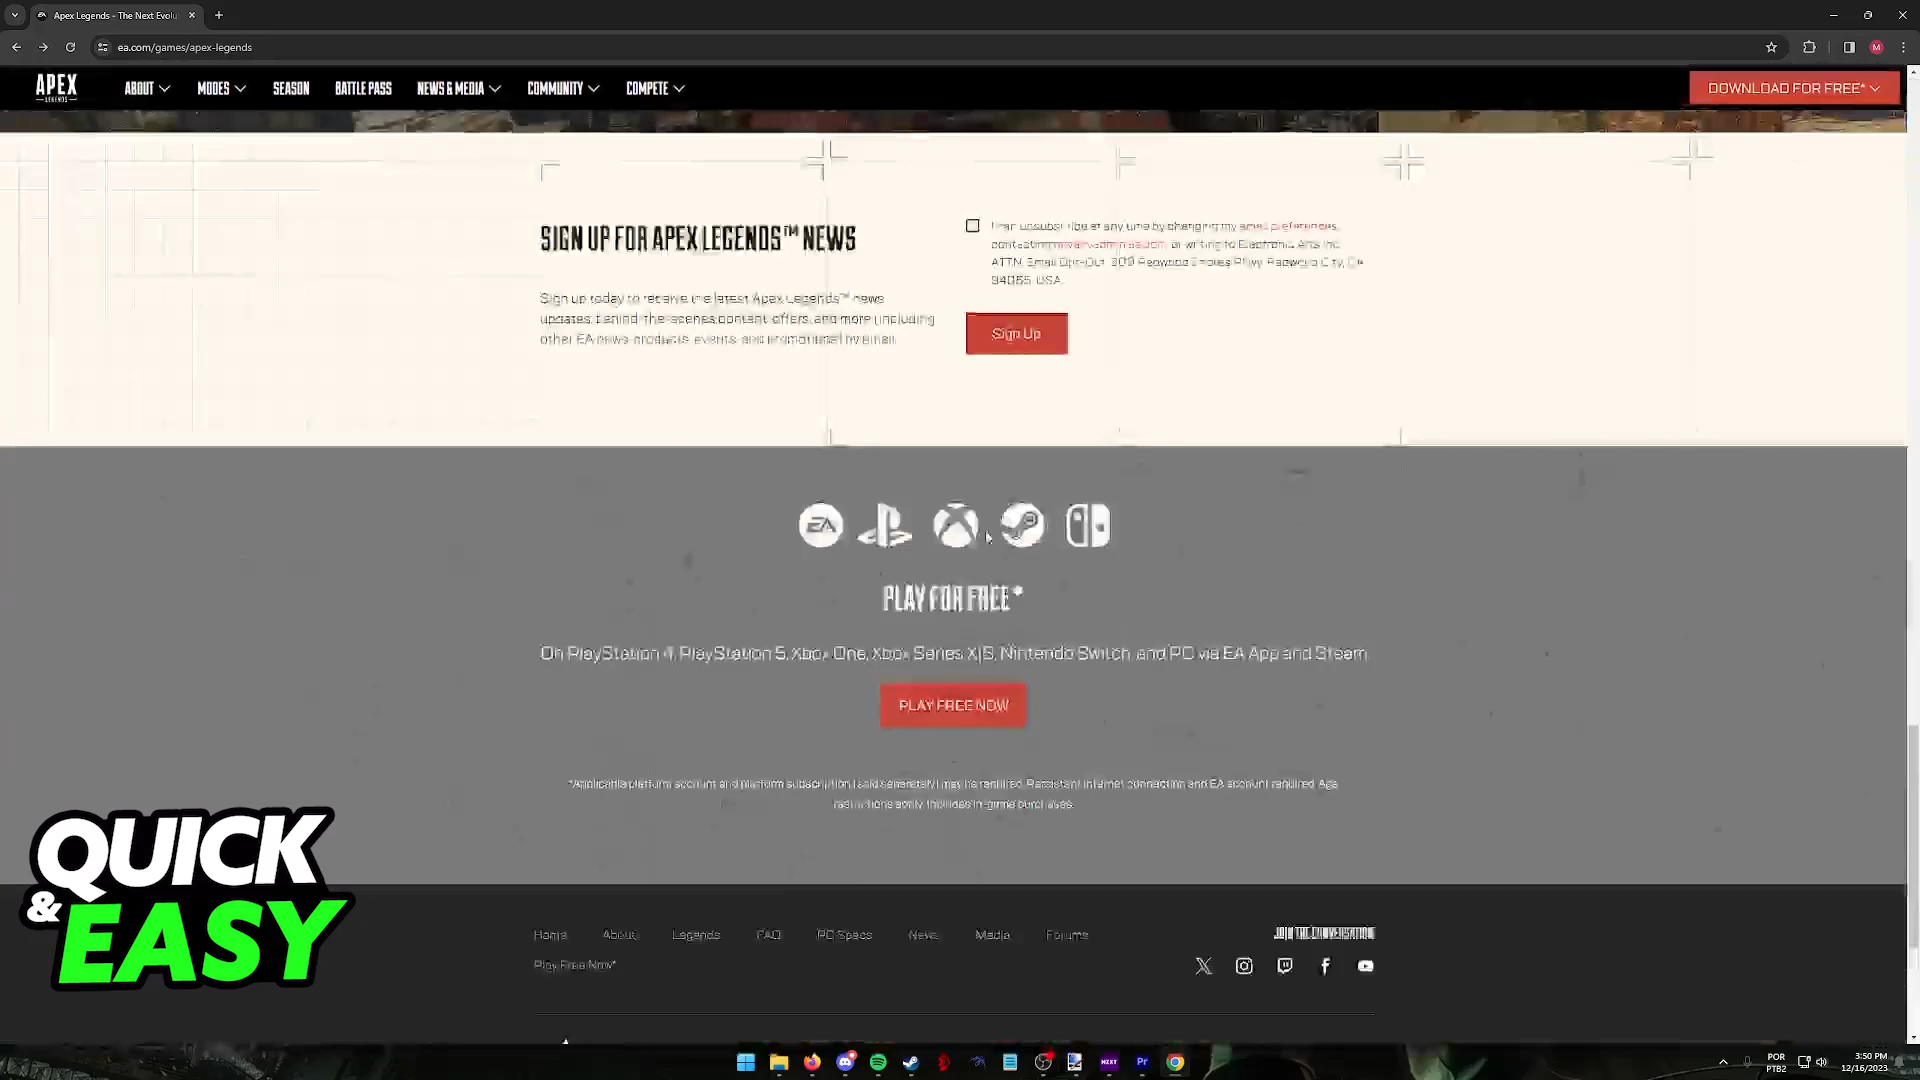 Apex Legends - The Next Evolu
ea.com/games/apex-legends
M
APEX
LEGENDS
ABOUT
MODES
SEASON
BATTLE PASS
NEWS & MEDIA
COMMUNITY
COMPETE
DOWNLOAD FOR FREE*
SIGN UP FOR APEX LEGENDS™ NEWS
Sign up today to receive the latest Apex Legends™ news
updates, behind-the-scenes content offers, and more (including
other EA news, products, events, and promotions) by email.
I can unsubscribe at any time by changing my email preferences,
contacting or writing to Electronic Arts Inc.
ATTN: Email Opt-Out, 209 Redwood Shores Pkwy, Redwood City, CA
94065, USA.
Sign Up
EA
PLAY FOR FREE*
On PlayStation 4, PlayStation 5, Xbox One, Xbox Series X|S, Nintendo Switch, and PC via EA App and Steam
PLAY FREE NOW
*Applicable platform account and platform subscription (sold separately) may be required. Persistent internet connection and EA account required. Age
restrictions apply. Includes in-game purchases.
QUICK
& EASY
Home
About
Legends
FAQ
PC Specs
News
Media
Forums
Play Free Now*
JOIN THE CONVERSATION
NZXT
Pr
POR
PTB2
3:50 PM
12/16/2023